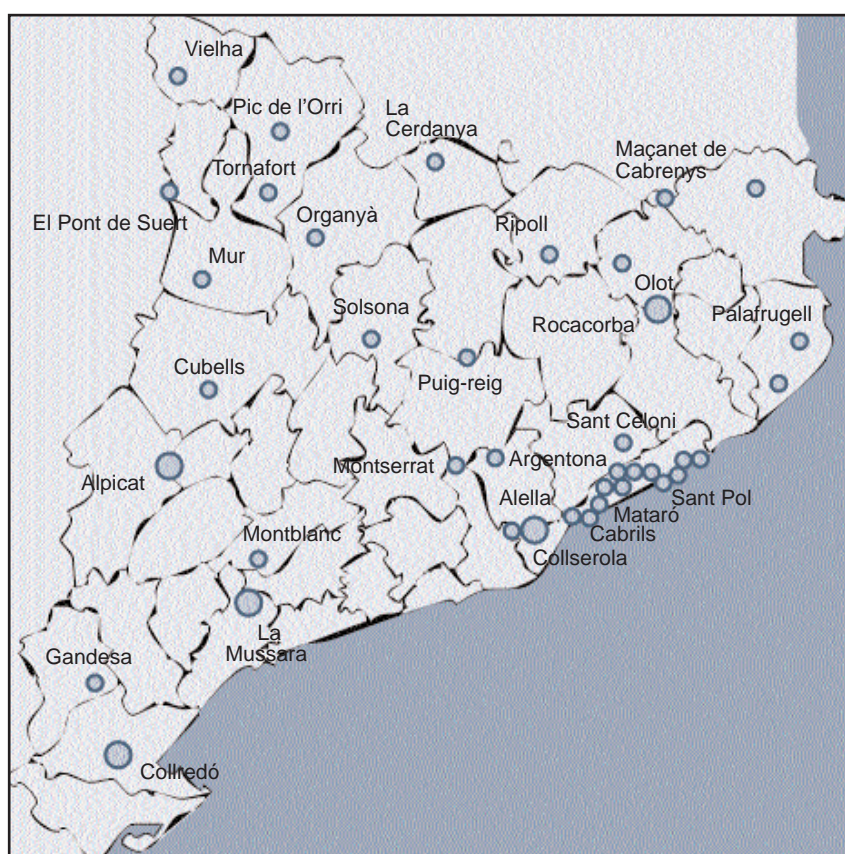 Vielha
Pic de l'Orri
La
Cerdanya
Maçanet de
Cabrenys
Tornafort
El Pont de Suert
Organyà
Ripoll
Mur
Olot
Solsona
Rocacorba
Palafrugell
Cubells
Puig-reig
Sant Celoni
Montserrat
Argentona
Alpicat
Alella
Sant Pol
Mataró
Montblanc
Cabrils
Collserola
La
Mussara
Gandesa
Collredó